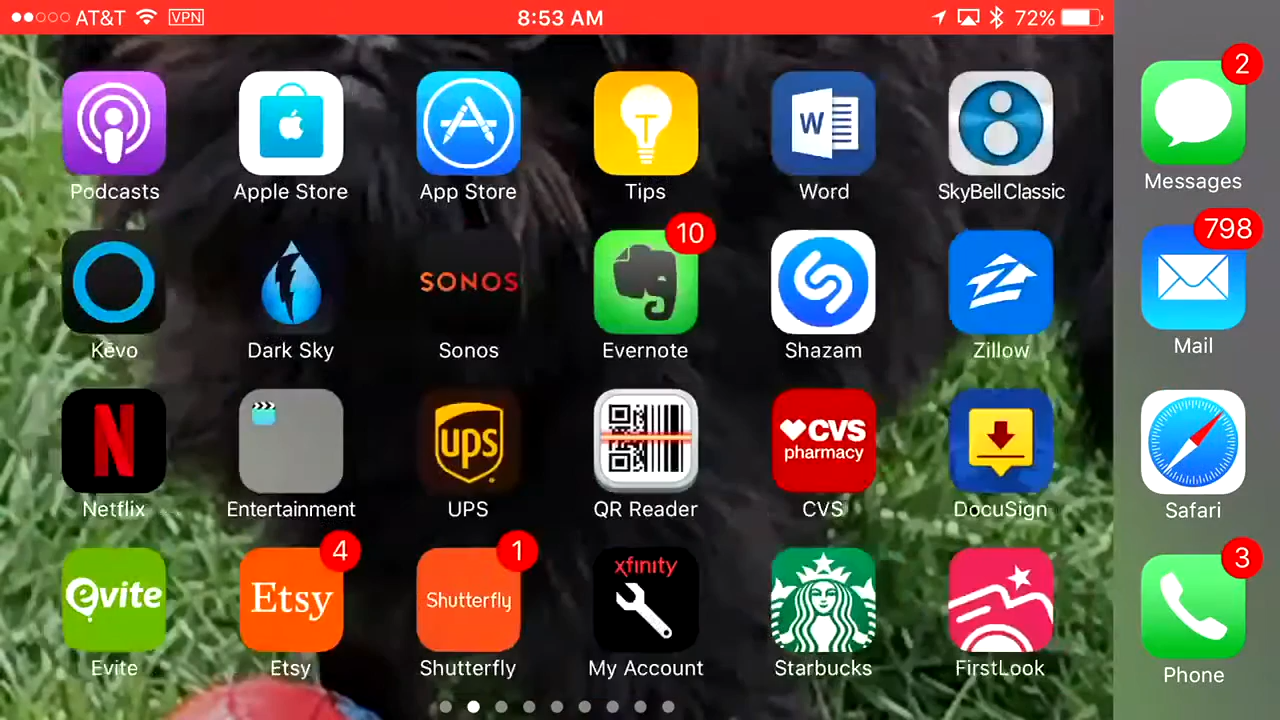 AT&T VPN 8:53 AM 72%
Podcasts Apple Store App Store Tips Word SkyBell Classic
W
2
Messages
SONOS 10 798
Kēvo Dark Sky Sonos Evernote Shazam Zillow
Mail
N ups CVS pharmacy
Netflix Entertainment UPS QR Reader CVS DocuSign
Safari
evite Etsy 4 Shutterfly 1 xfinity 3
Evite Etsy Shutterfly My Account Starbucks FirstLook
Phone